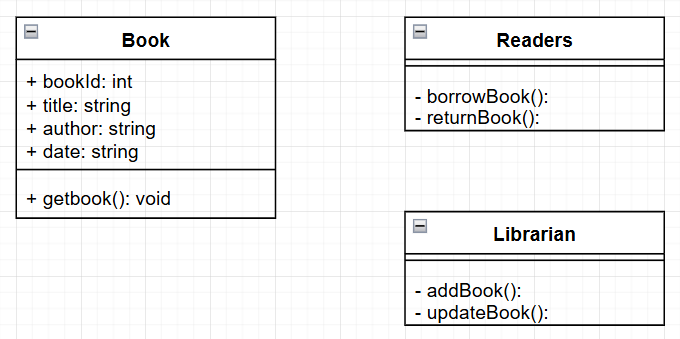 Book
+ bookId: int
+ title: string
+ author: string
+ date: string
+ getbook(): void
Readers
- borrowBook():
- returnBook():
Librarian
- addBook():
- updateBook():